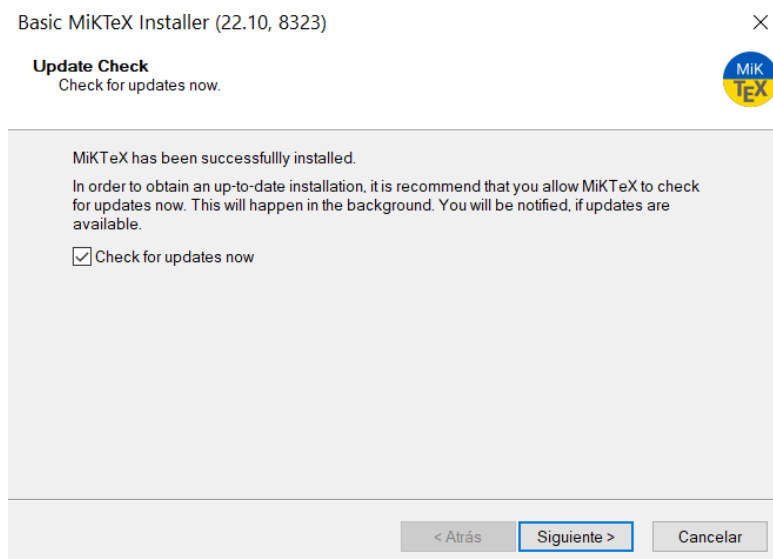 Basic MiKTeX Installer (22.10, 8323)
Update Check
Check for updates now.
MiK
TEX
MiKTeX has been successfullly installed.
In order to obtain an up-to-date installation, it is recommend that you allow MiKTeX to check
for updates now. This will happen in the background. You will be notified, if updates are
available.
Check for updates now
< Atrás
Siguiente >
Cancelar